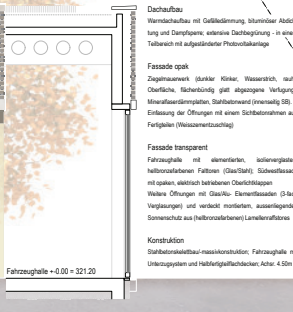 Dachaufbau
Warmdachaufbau mit Gefälledämmung, bituminöser Abdich
tung und Dampfsperre; extensive Dachbegrünung - in eine
Teilbereich mit aufgeständerter Photovoltaikanlage
Fassade opak
Ziegelmauerwerk (dunkler Klinker, Wasserstrich, rauh
Oberfläche, flächenbündig glatt abgezogene Verfugung
Mineralfaserdämmplatten, Stahlbetonwand (innenseitig SB).
Einfassung der Öffnungen mit einem Sichtbetonrahmen au
Fertigteilen (Weisszementzuschlag)
Fassade transparent
Fahrzeughalle mit elementierten, isolierverglaste
hellbronzefarbenen Falttoren (Glas/Stahl); Südwestfassad
mit opaken, elektrisch betriebenen Oberlichtklappen
Weitere Öffnungen mit Glas/Alu- Elementfassaden (3-fac
Verglasungen) und verdeckt montiertem, aussenliegende
Sonnenschutz aus (hellbronzefarbenen) Lamellenraffstores
Konstruktion
Stahlbetonskelettbau/-massivkonstruktion; Fahrzeughalle m
Unterzugsystem und Halbfertigteilflachdecken; Achsr. 4.50m
Fahrzeughalle +-0.00 = 321.20